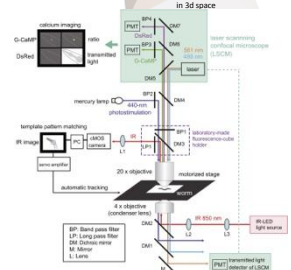 in 3d space
calcium imaging
BP4
PMT
DM7
DsRed
G-CaMP
ratio
BP3
PMT
DM6
561 nm
488 nm
laser scanning
confocal microscope
(LSCM)
DsRed
transmitted
light
G-CaMP
laser
DM5
mercury lamp
BP2
440-nm
photostimulation
DM4
template pattern matching
BP1
laboratory-made
fluorescence-cube
holder
IR image
PC
cMOS
camera
IR
L1
LP1
DM3
servo amplifier
20 x objective
motorized stage
automatic tracking
worm
4 x objective
(condenser lens)
DM2
IR 850 nm
IR-LED
light source
L2
L3
DM1
BP: Band pass filter
LP: Long pass filter
DM: Dichroic mirror
M: Mirror
L: Lens
M
PMT
transmitted light
detector of LSCM